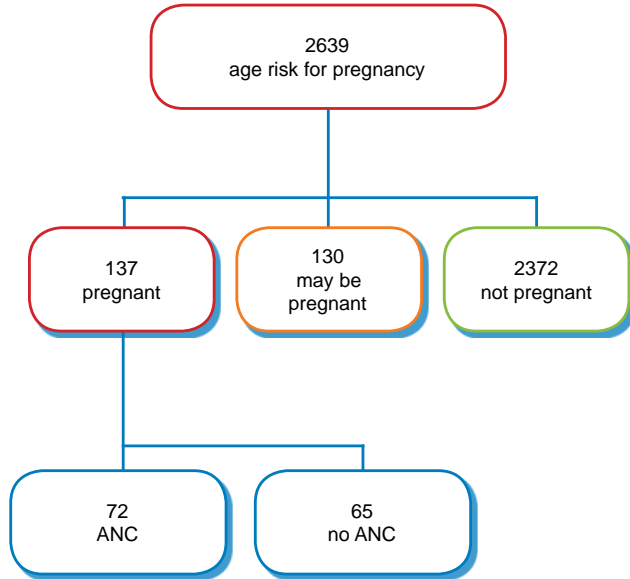 2639
age risk for pregnancy
137
pregnant
130
may be
pregnant
2372
not pregnant
72
ANC
65
no ANC